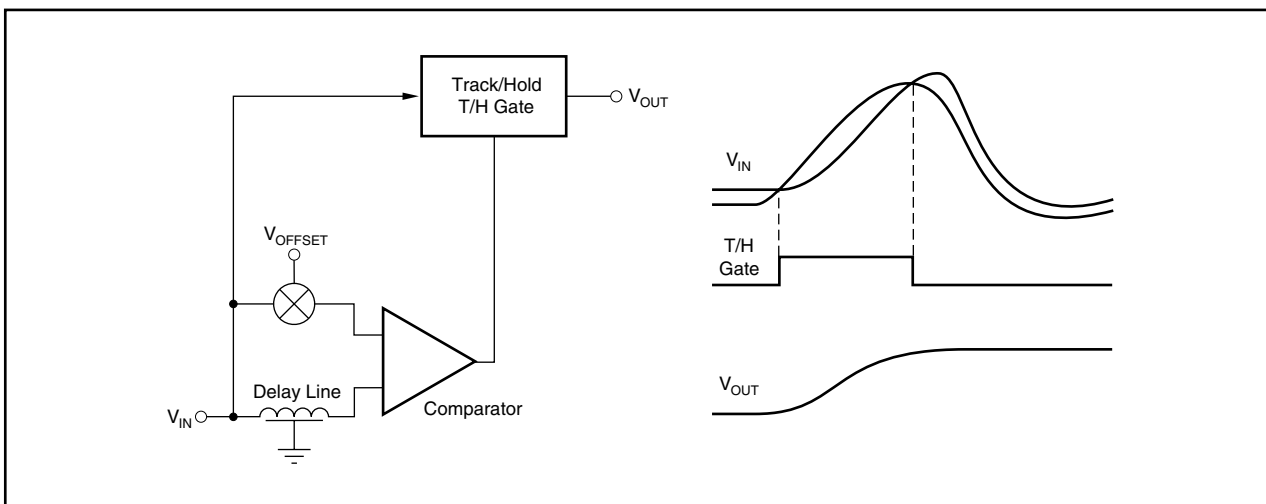 Track/Hold
T/H Gate
V_OUT
V_OFFSET
Delay Line
V_IN
Comparator
V_IN
T/H
Gate
V_OUT